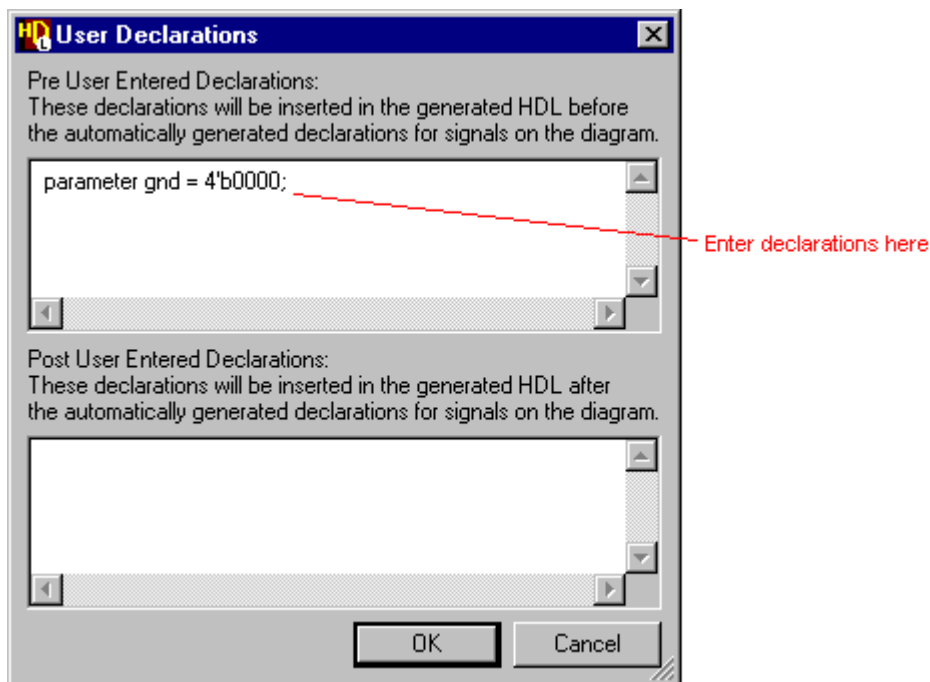 HDL User Declarations
Pre User Entered Declarations:
These declarations will be inserted in the generated HDL before
the automatically generated declarations for signals on the diagram.
parameter gnd = 4'b0000;
Enter declarations here
Post User Entered Declarations:
These declarations will be inserted in the generated HDL after
the automatically generated declarations for signals on the diagram.
OK Cancel